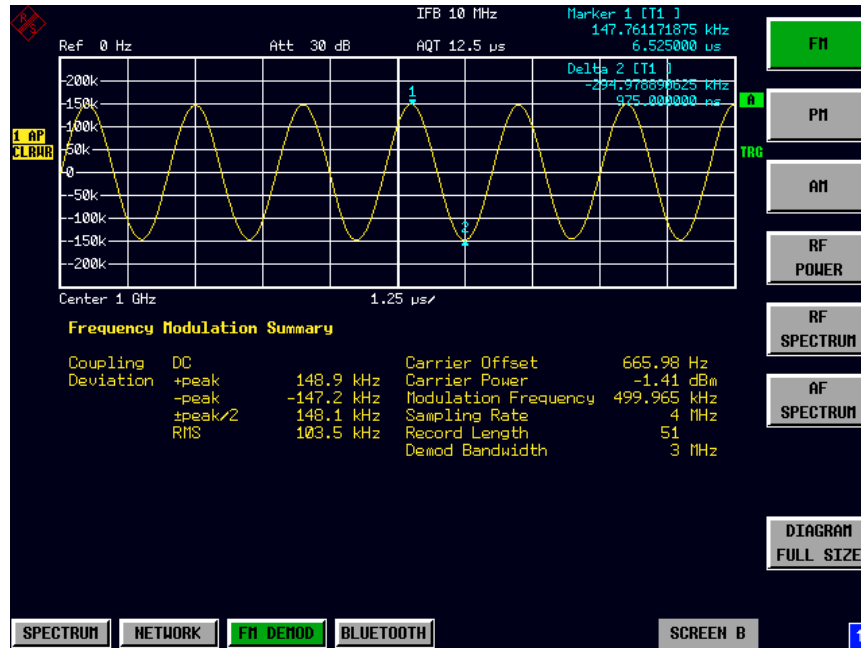 IFB 10 MHz Marker 1 [T1 ]
147.761171875 kHz
Ref 0 Hz Att 30 dB AQT 12.5 µs 6.525000 us
Delta 2 [T1 ]
-294.978890625 kHz
975.000000 ns
A
TRG
1 AP
CLRWR
-200k
-150k
-100k
-50k
-0
--50k
--100k
--150k
--200k
1
2
Center 1 GHz 1.25 µs/
Frequency Modulation Summary
Coupling DC Carrier Offset 665.98 Hz
Deviation +peak 148.9 kHz Carrier Power -1.41 dBm
-peak -147.2 kHz Modulation Frequency 499.965 kHz
±peak/2 148.1 kHz Sampling Rate 4 MHz
RMS 103.5 kHz Record Length 51
Demod Bandwidth 3 MHz
FM
PM
AM
RF
POWER
RF
SPECTRUM
AF
SPECTRUM
DIAGRAM
FULL SIZE
SPECTRUM NETWORK FM DEMOD BLUETOOTH SCREEN B